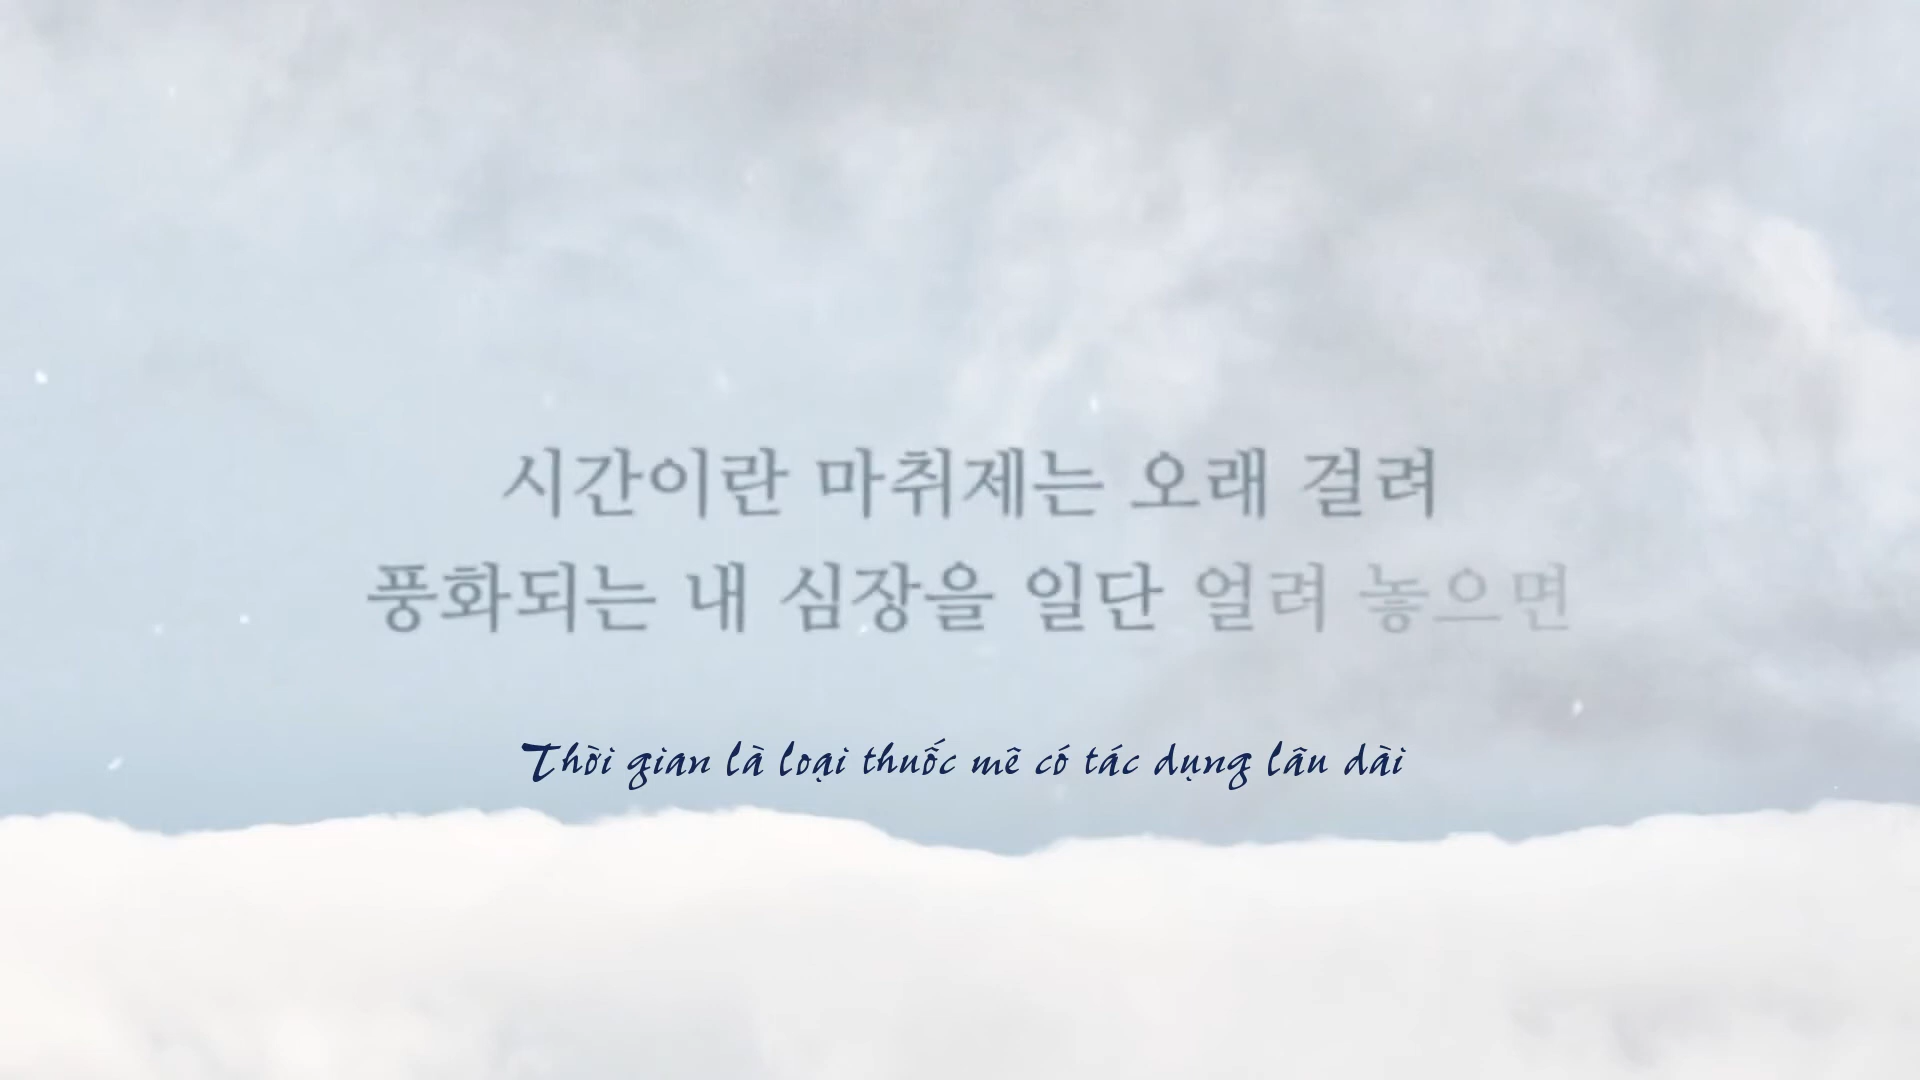 시간이란 마취제는 오래 걸려
풍화되는 내 심장을 일단 얼려 놓으면
Thời gian là loại thuốc mê có tác dụng lâu dài